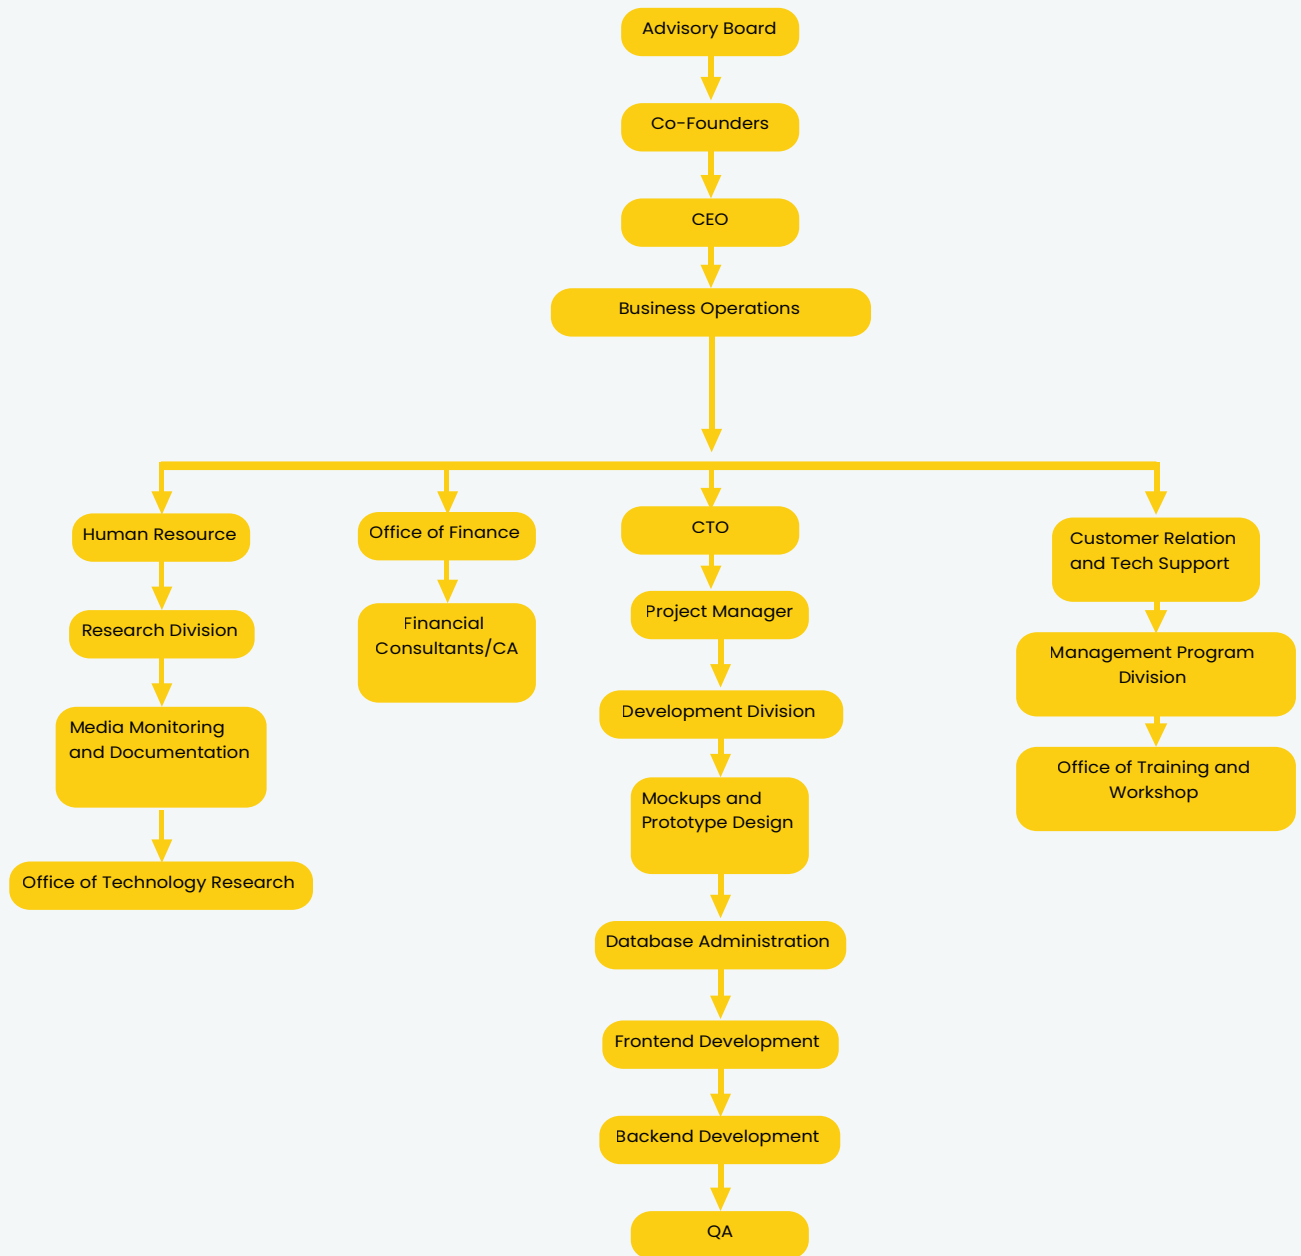 Advisory Board
Co-Founders
CEO
Business Operations
Human Resource
Research Division
Media Monitoring
and Documentation
Office of Technology Research
Office of Finance
Financial
Consultants/CA
CTO
Project Manager
Development Division
Mockups and
Prototype Design
Database Administration
Frontend Development
Backend Development
QA
Customer Relation
and Tech Support
Management Program
Division
Office of Training and
Workshop